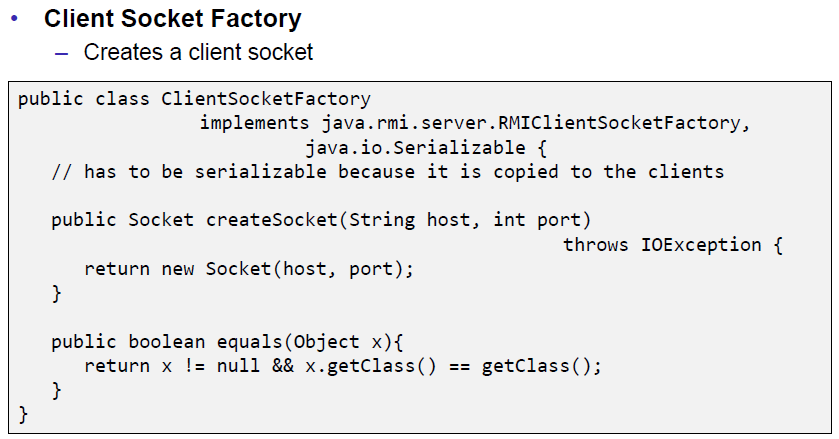 • Client Socket Factory
– Creates a client socket
public class ClientSocketFactory
implements java.rmi.server.RMIClientSocketFactory,
java.io.Serializable {
// has to be serializable because it is copied to the clients
public Socket createSocket(String host, int port)
throws IOException {
return new Socket(host, port);
}
public boolean equals(Object x){
return x != null && x.getClass() == getClass();
}
}